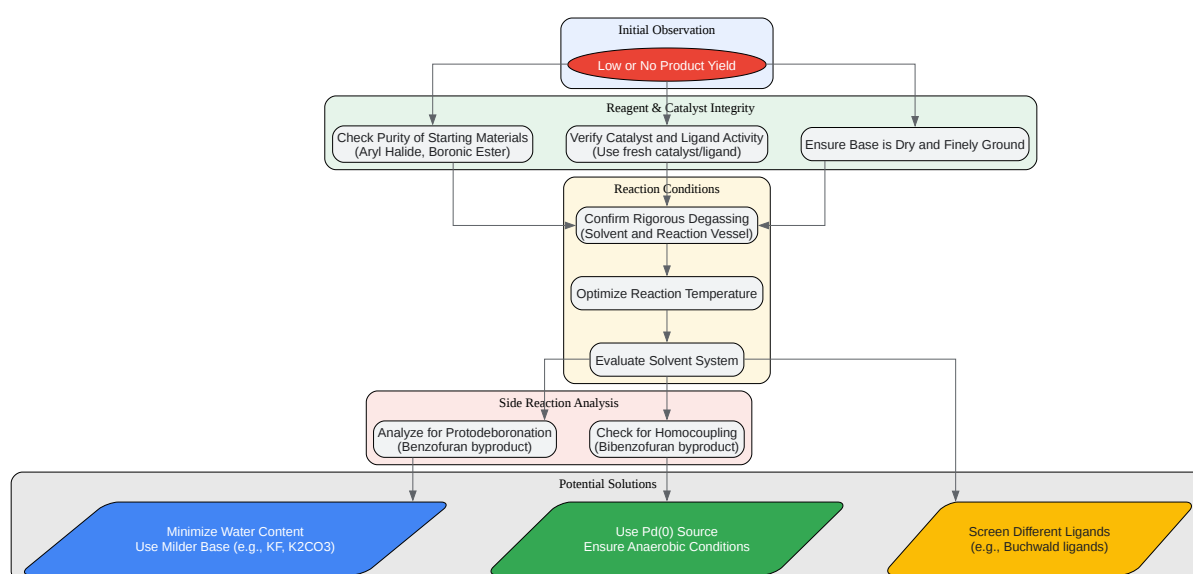 Initial Observation
Low or No Product Yield
Reagent & Catalyst Integrity
Check Purity of Starting Materials
(Aryl Halide, Boronic Ester)
Verify Catalyst and Ligand Activity
(Use fresh catalyst/ligand)
Ensure Base is Dry and Finely Ground
Reaction Conditions
Confirm Rigorous Degassing
(Solvent and Reaction Vessel)
Optimize Reaction Temperature
Evaluate Solvent System
Side Reaction Analysis
Analyze for Protodeboronation
(Benzofuran byproduct)
Check for Homocoupling
(Bibenzofuran byproduct)
Potential Solutions
Minimize Water Content
Use Milder Base (e.g., KF, K2CO3)
Use Pd(0) Source
Ensure Anaerobic Conditions
Screen Different Ligands
(e.g., Buchwald ligands)